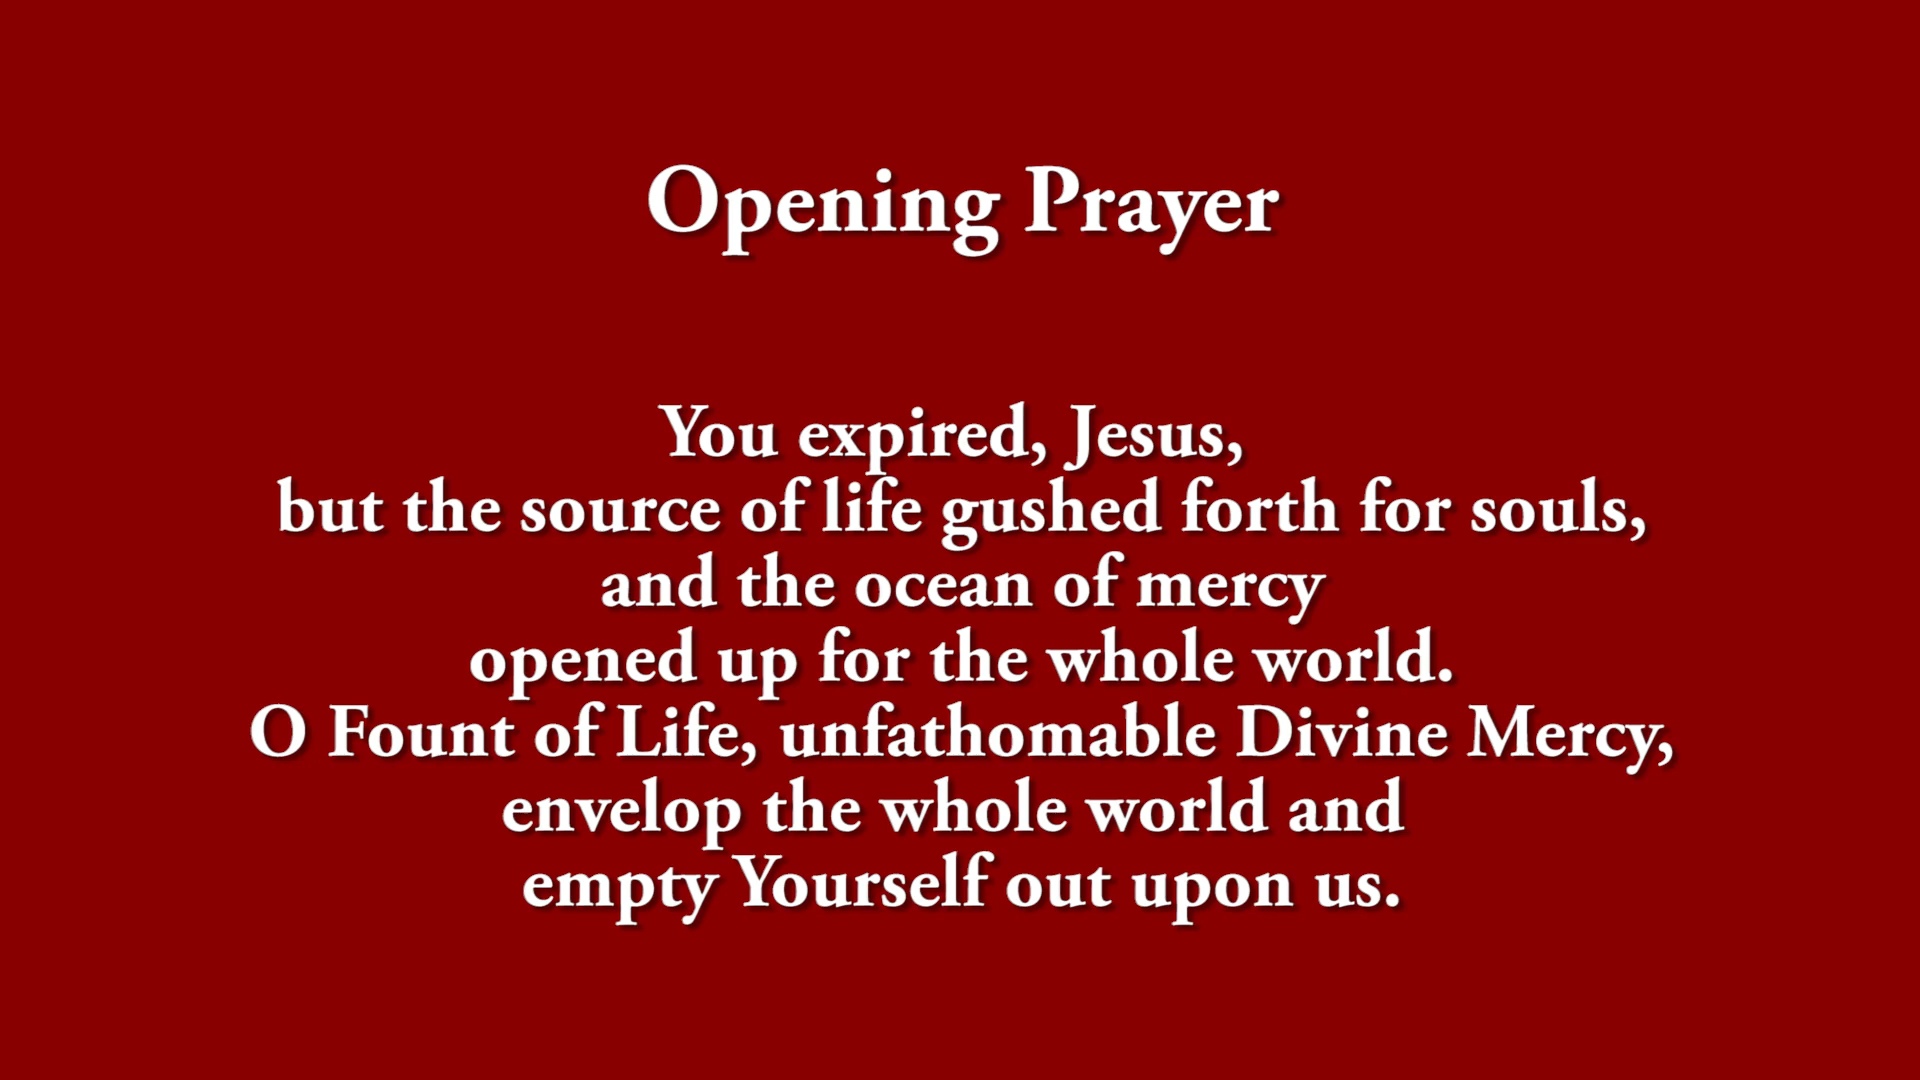 Opening Prayer
You expired, Jesus,
but the source of life gushed forth for souls,
and the ocean of mercy
opened up for the whole world.
O Fount of Life, unfathomable Divine Mercy,
envelop the whole world and
empty Yourself out upon us.